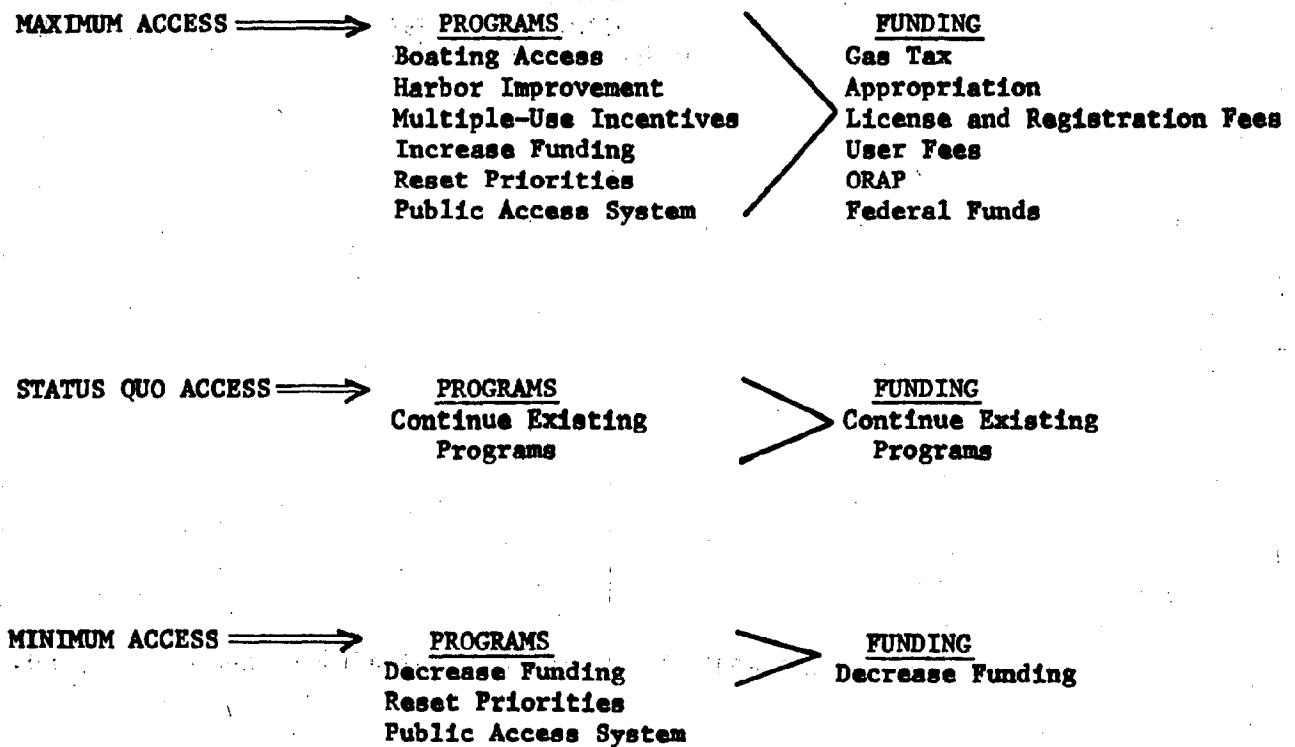 MAXIMUM ACCESS PROGRAMS FUNDING
Boating Access Gas Tax
Harbor Improvement Appropriation
Multiple-Use Incentives License and Registration Fees
Increase Funding User Fees
Reset Priorities ORAP
Public Access System Federal Funds
STATUS QUO ACCESS PROGRAMS FUNDING
Continue Existing Continue Existing
Programs Programs
MINIMUM ACCESS PROGRAMS FUNDING
Decrease Funding Decrease Funding
Reset Priorities
Public Access System